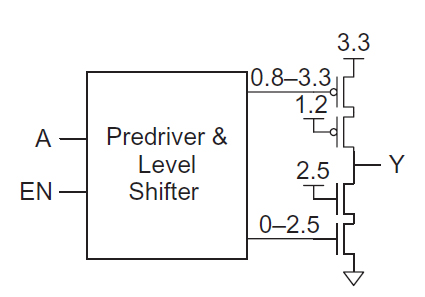 3.3
0.8–3.3
1.2
A
Predriver &
Level
Shifter
Y
2.5
EN
0–2.5